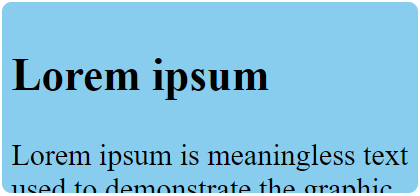 Lorem ipsum
Lorem ipsum is meaningless text
used to demonstrate the graphic